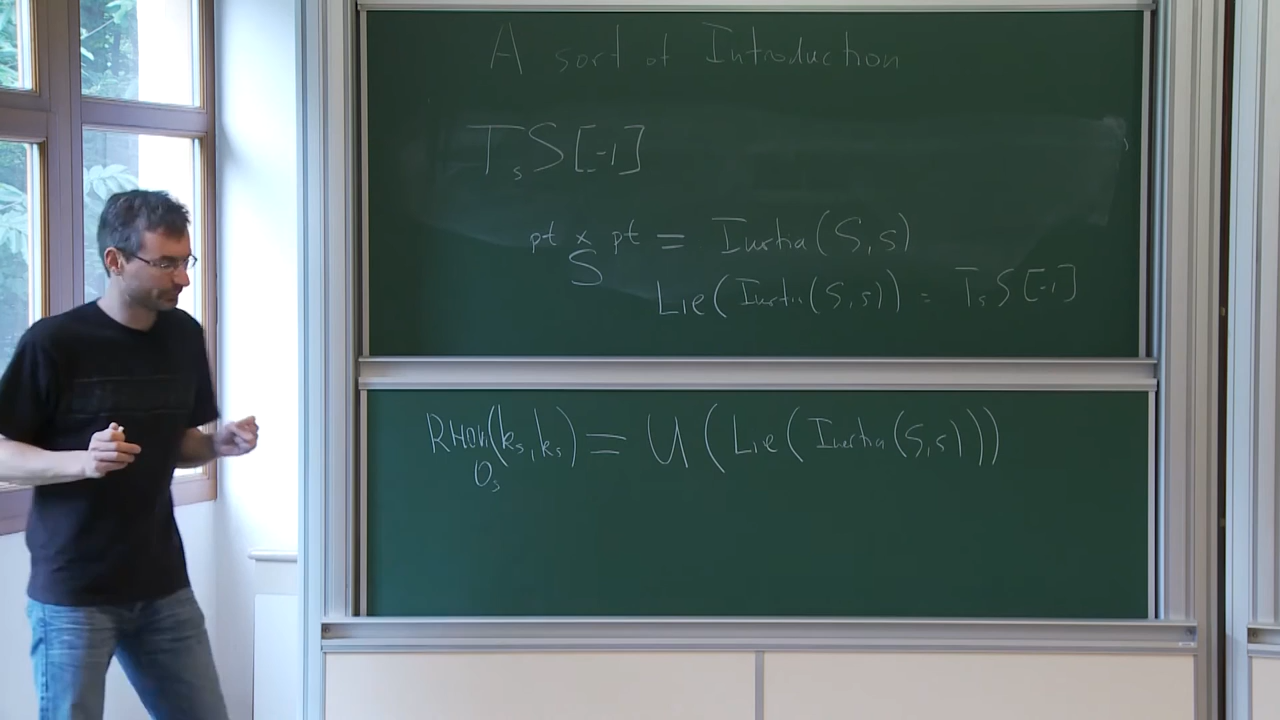 A sort of Introduction
T_s S[-1]
pt ×_S pt = Inertia(S,s)
Lie(Inertia(S,s)) = T_s S[-1]
RHom_{O_s}(k_s,k_s) = U(Lie(Inertia(S,s)))